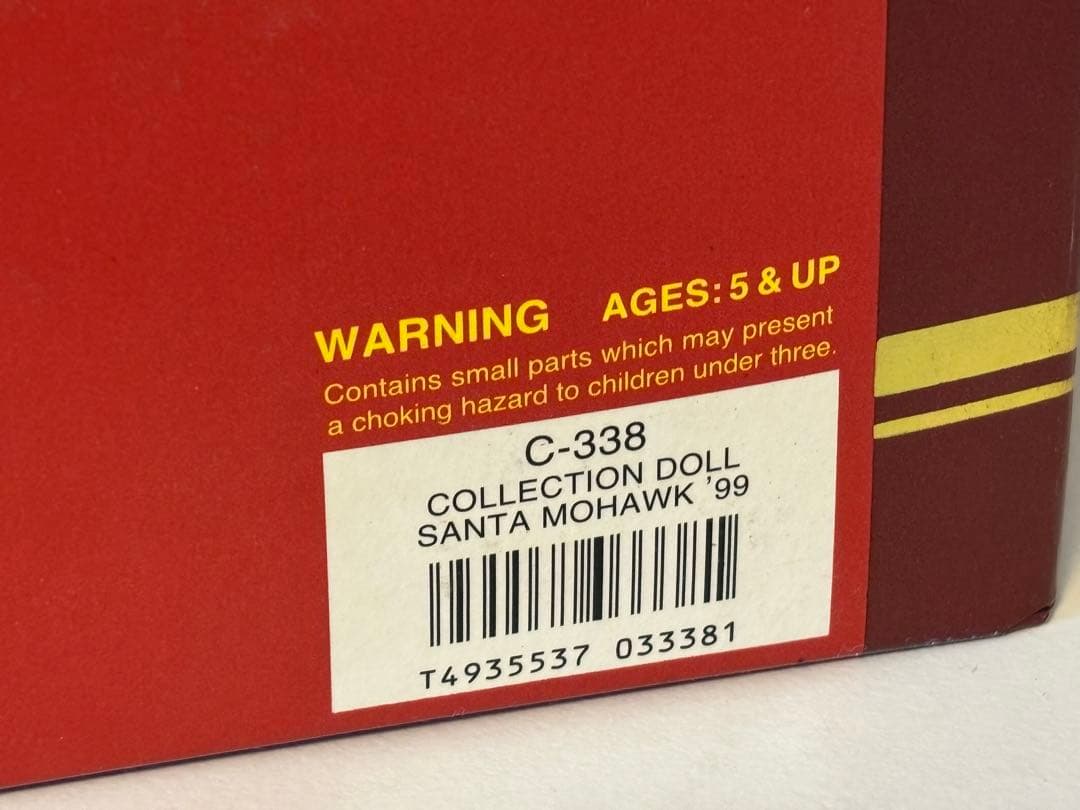 WARNING AGES: 5 & UP
Contains small parts which may present
a choking hazard to children under three.
C-338
COLLECTION DOLL
SANTA MOHAWK '99
T4935537 033381